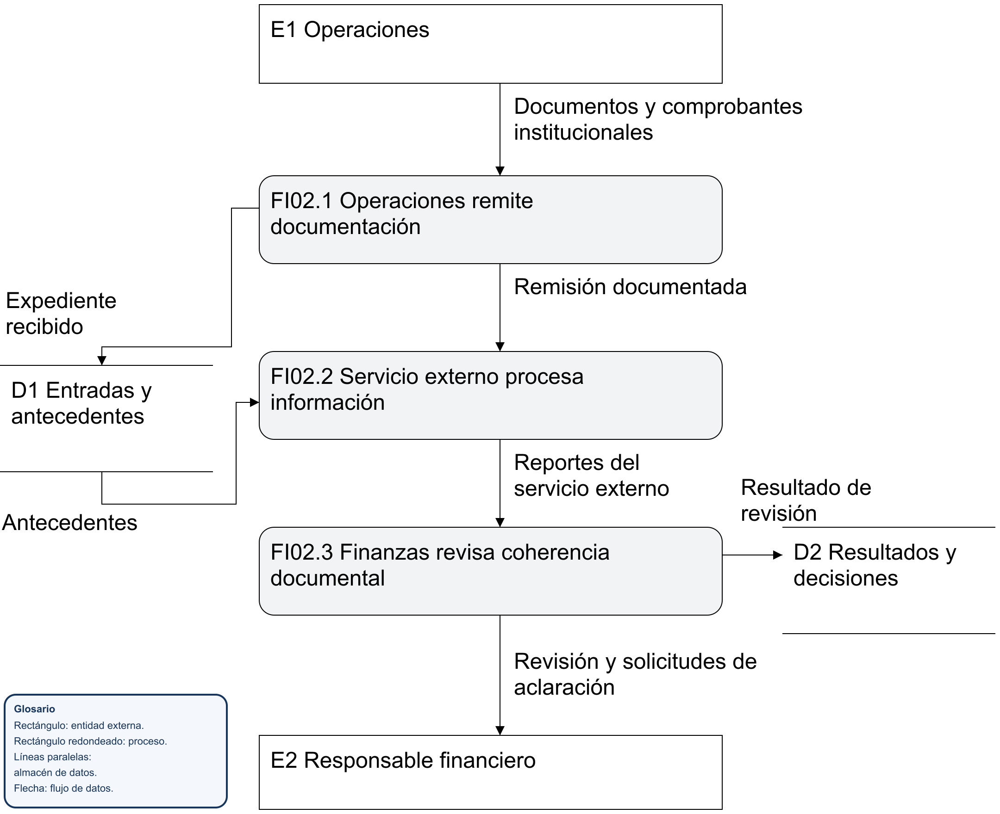 E1 Operaciones
Documentos y comprobantes
institucionales
FI02.1 Operaciones remite
documentación
Remisión documentada
Expediente
recibido
D1 Entradas y
antecedentes
FI02.2 Servicio externo procesa
información
Antecedentes
Reportes del
servicio externo
Resultado de
revisión
FI02.3 Finanzas revisa coherencia
documental
D2 Resultados y
decisiones
Revisión y solicitudes de
aclaración
E2 Responsable financiero
Glosario
Rectángulo: entidad externa.
Rectángulo redondeado: proceso.
Líneas paralelas:
almacén de datos.
Flecha: flujo de datos.